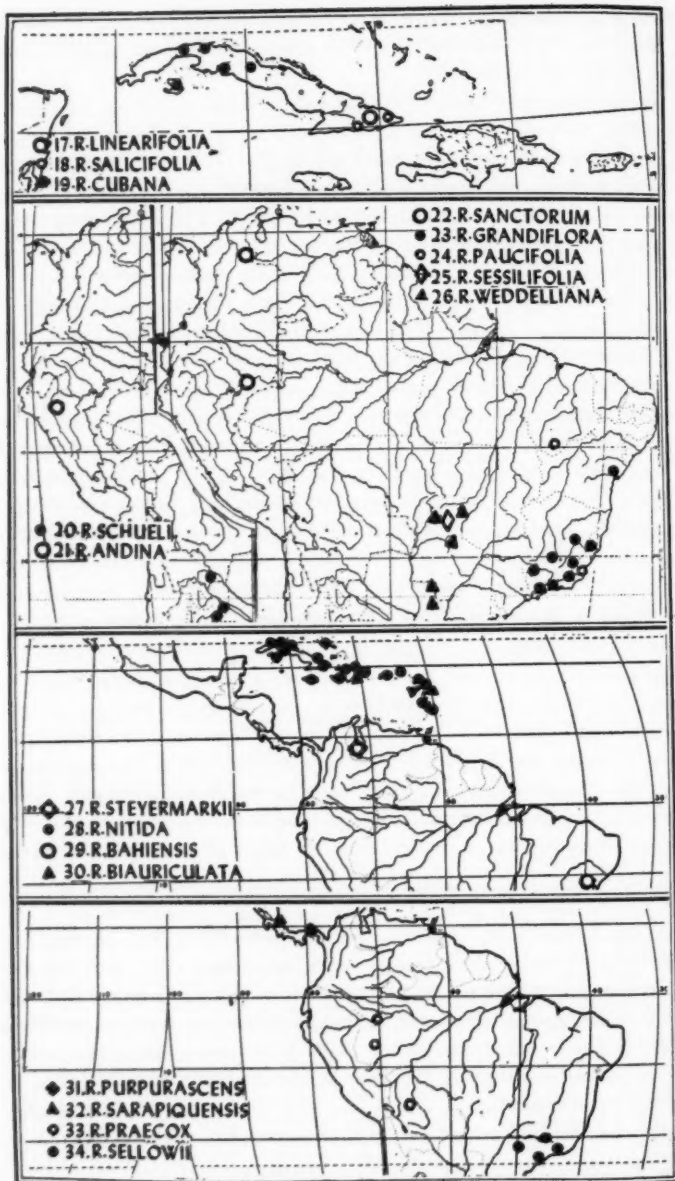 17.R.LINEARIFOLIA
18.R.SALICIFOLIA
19.R.CUBANA
22.R.SANCTORUM
23.R.GRANDIFLORA
24.R.PAUCIFOLIA
25.R.SESSILIFOLIA
26.R.WEDDELLIANA
20.R.SCHUELI
21.R.ANDINA
27.R.STEYERMARKII
28.R.NITIDA
29.R.BAHIENSIS
30.R.BIAURICULATA
31.R.PURPURASCENS
32.R.SARAPIQUENSIS
33.R.PRAECOX
34.R.SELLOWII